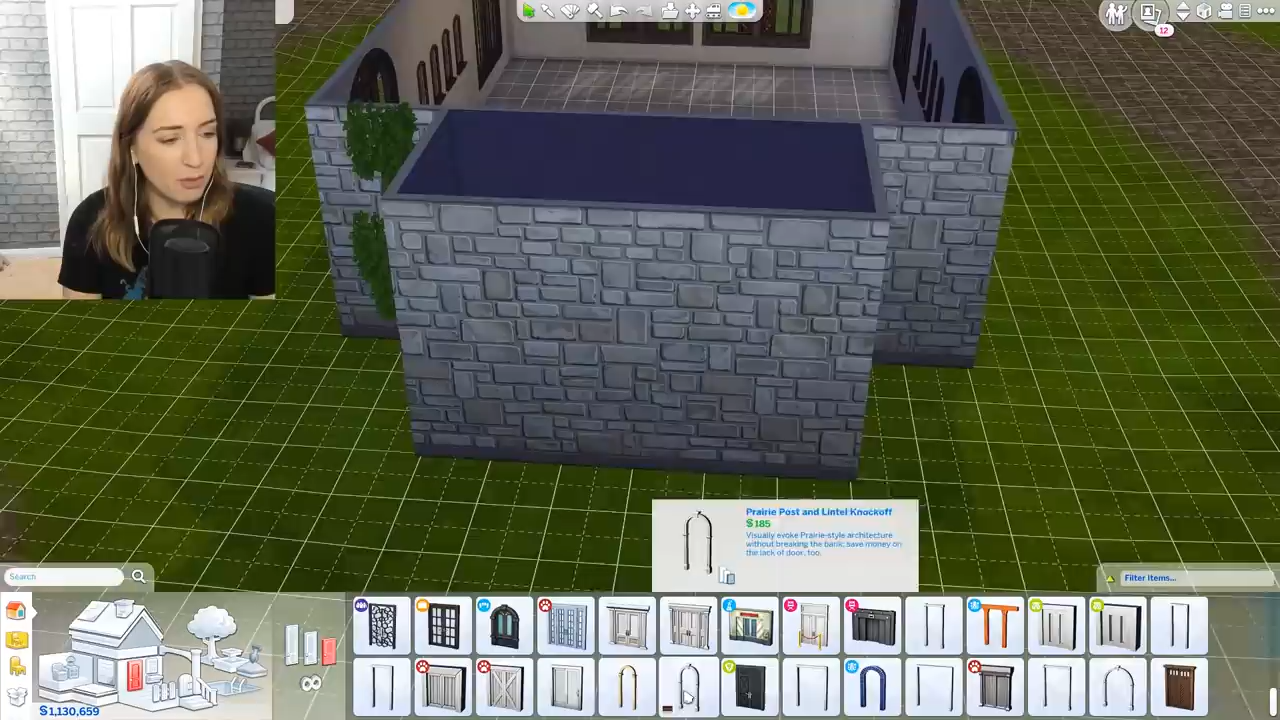 12
Prairie Post and Lintel Knockoff
$185
Visually evoke Prairie-style architecture
without breaking the bank; save money on
the lack of door, too.
Search
Filter Items...
$1,130,659